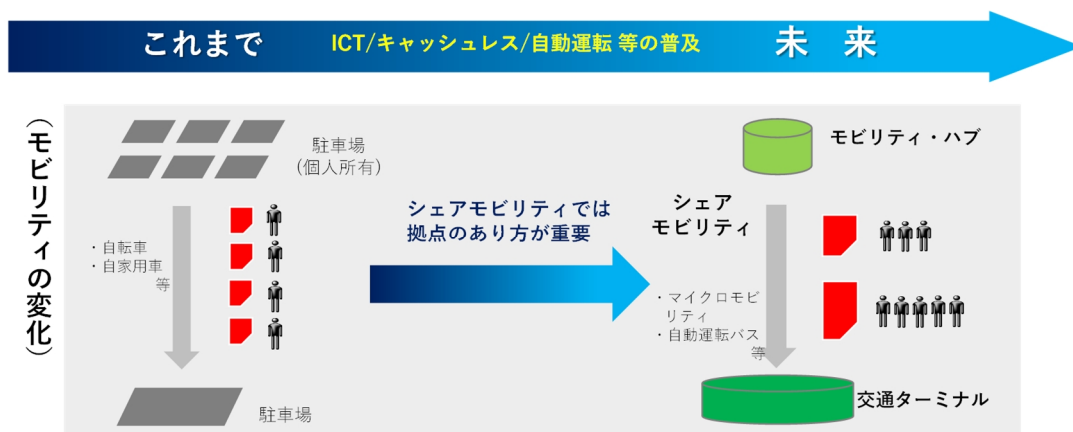 これまで
ICT/キャッシュレス/自動運転 等の普及
未 来
(モビリティの変化)
駐車場
(個人所有)
・自転車
・自家用車
等
駐車場
シェアモビリティでは
拠点のあり方が重要
モビリティ・ハブ
シェア
モビリティ
・マイクロモビ
リティ
・自動運転バス
等
交通ターミナル